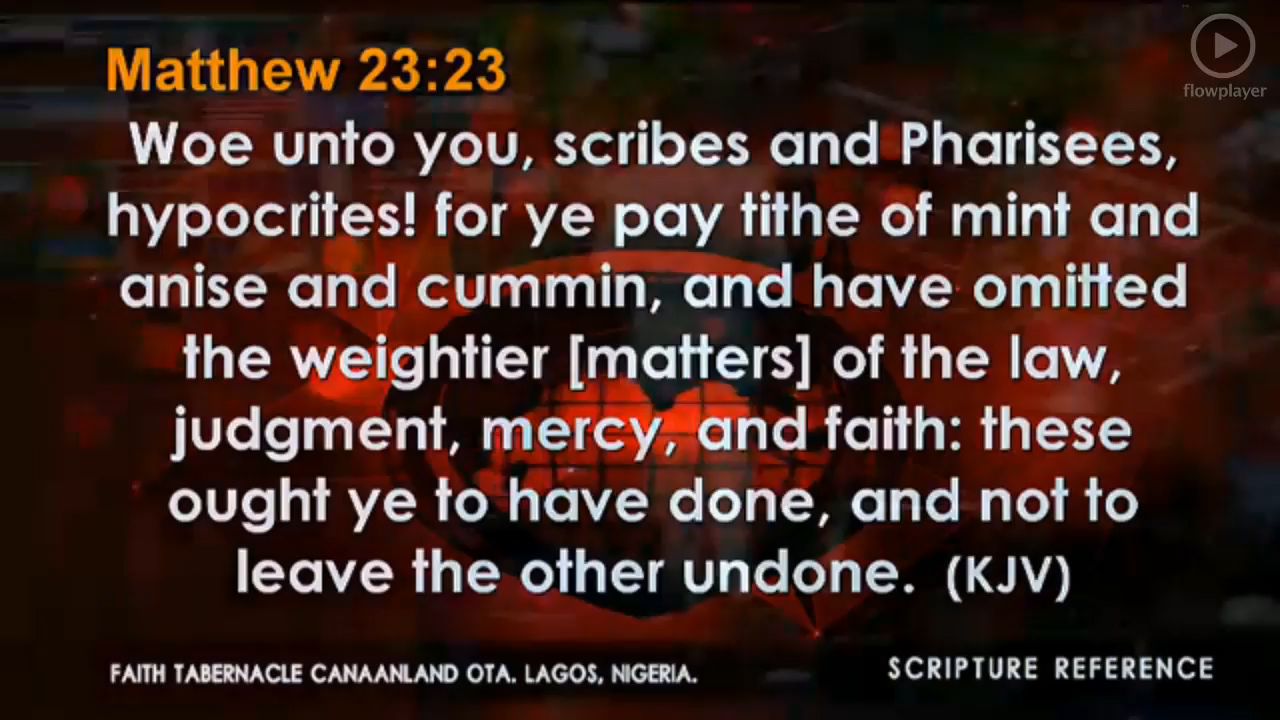 Matthew 23:23
flowplayer
Woe unto you, scribes and Pharisees,
hypocrites! for ye pay tithe of mint and
anise and cummin, and have omitted
the weightier [matters] of the law,
judgment, mercy, and faith: these
ought ye to have done, and not to
leave the other undone. (KJV)
FAITH TABERNACLE CANAANLAND OTA. LAGOS, NIGERIA.
SCRIPTURE REFERENCE